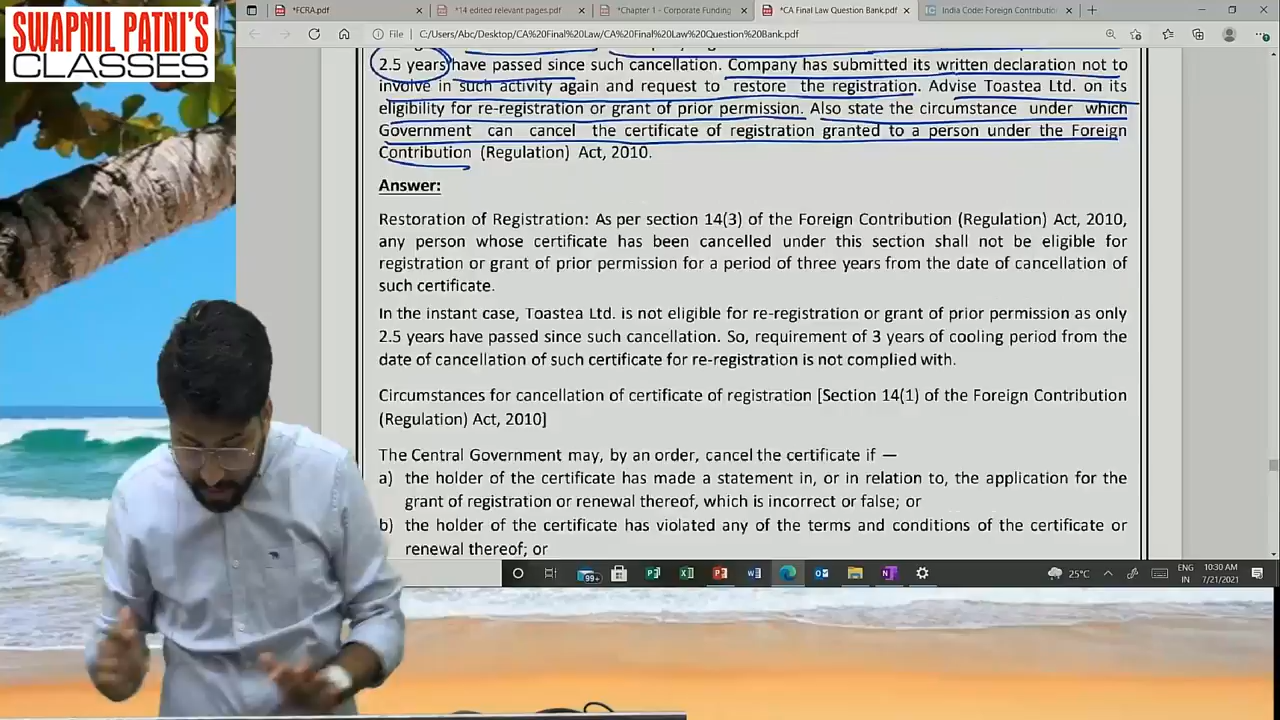 SWAPNIL PATNI'S
CLASSES
*FCRA.pdf
*14 edited relevant pages.pdf
*Chapter 1 - Corporate Funding
*CA Final Law Question Bank.pdf
India Code: Foreign Contributio
File
C:/Users/Abc/Desktop/CA%20Final%20Law/CA%20Final%20Law%20Question%20Bank.pdf
2.5 years have passed since such cancellation. Company has submitted its written declaration not to
involve in such activity again and request to restore the registration. Advise Toastea Ltd. on its
eligibility for re-registration or grant of prior permission. Also state the circumstance under which
Government can cancel the certificate of registration granted to a person under the Foreign
Contribution (Regulation) Act, 2010.
Answer:
Restoration of Registration: As per section 14(3) of the Foreign Contribution (Regulation) Act, 2010,
any person whose certificate has been cancelled under this section shall not be eligible for
registration or grant of prior permission for a period of three years from the date of cancellation of
such certificate.
In the instant case, Toastea Ltd. is not eligible for re-registration or grant of prior permission as only
2.5 years have passed since such cancellation. So, requirement of 3 years of cooling period from the
date of cancellation of such certificate for re-registration is not complied with.
Circumstances for cancellation of certificate of registration [Section 14(1) of the Foreign Contribution
(Regulation) Act, 2010]
The Central Government may, by an order, cancel the certificate if —
a) the holder of the certificate has made a statement in, or in relation to, the application for the
grant of registration or renewal thereof, which is incorrect or false; or
b) the holder of the certificate has violated any of the terms and conditions of the certificate or
renewal thereof; or
99+
25°C
ENG
IN
10:30 AM
7/21/2021